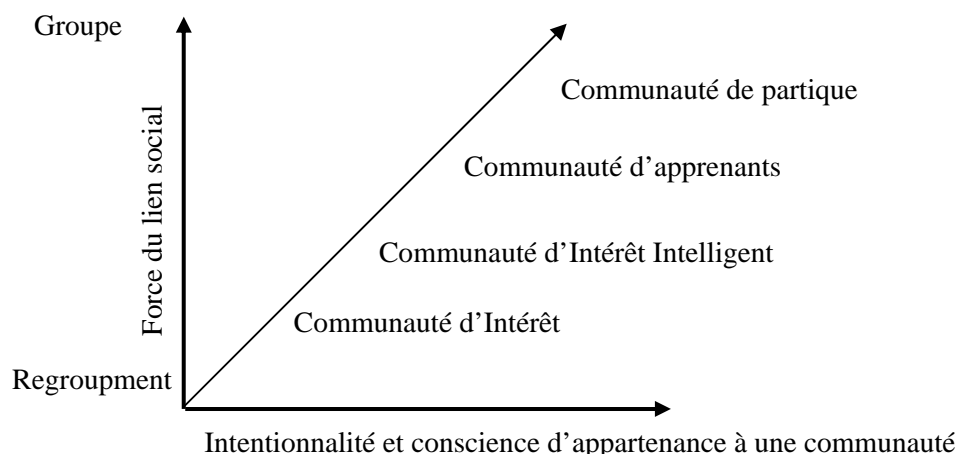 Groupe
Communauté de partique
Force du lien social
Communauté d’apprenants
Communauté d’Intérêt Intelligent
Communauté d’Intérêt
Regroupment
Intentionnalité et conscience d’appartenance à une communauté